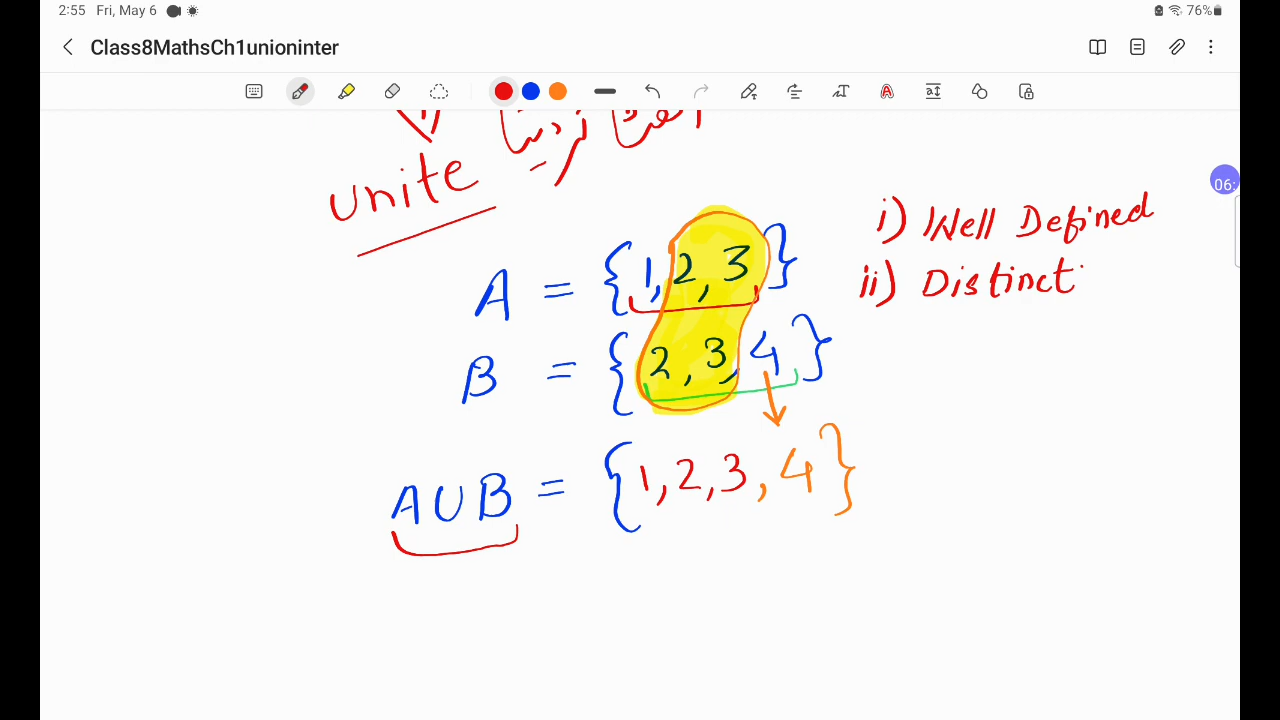 2:55 Fri, May 6
76%
Class8MathsCh1unioninter
unite
06:
i) Well Defined
A = {1, 2, 3, }
ii) Distinct
B = {2, 3, 4}
A∪B = {1, 2, 3, 4}